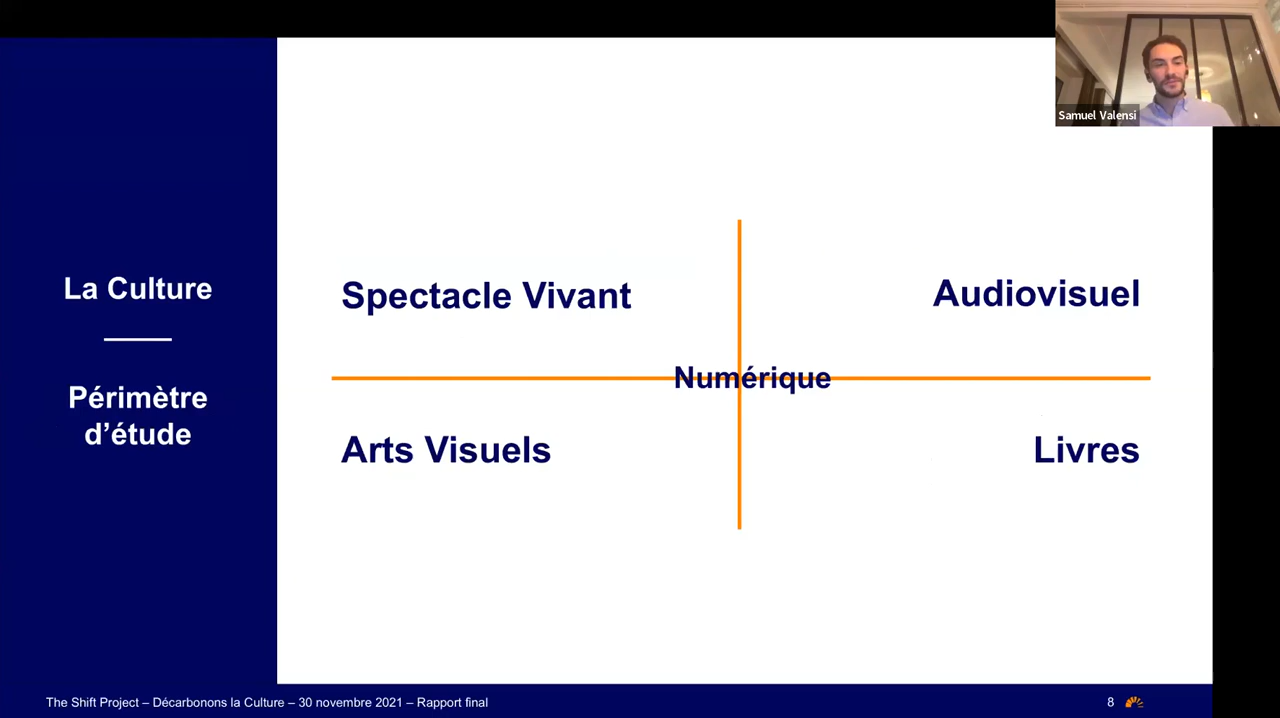 Samuel Valensi
La Culture
Périmètre
d’étude
Spectacle Vivant
Audiovisuel
Numérique
Arts Visuels
Livres
The Shift Project – Décarbonons la Culture – 30 novembre 2021 – Rapport final
8